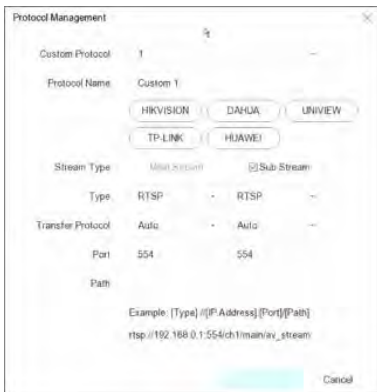 Protocol Management
Custom Protocol 1
Protocol Name Custom 1
HIKVISION DAHUA UNIVIEW
TP-LINK HUAWEI
Stream Type Main Stream Sub Stream
Type RTSP RTSP
Transfer Protocol Auto Auto
Port 554 554
Path
Example: [Type]://[IP Address]:[Port]/[Path]
rtsp://192.168.0.1:554/ch1/main/av_stream
Cancel